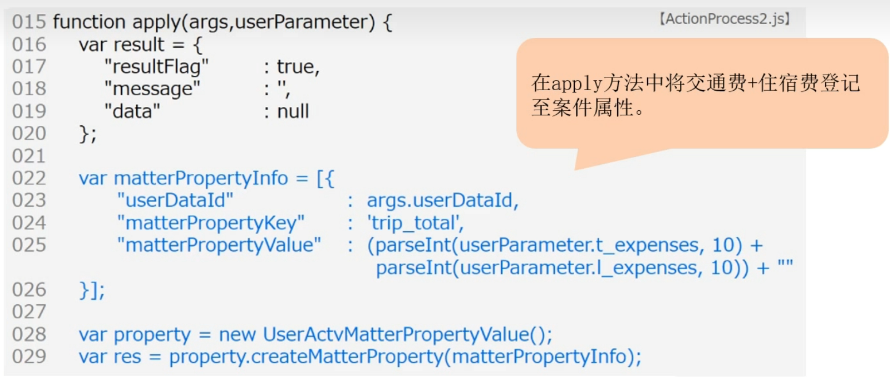 015 function apply(args,userParameter) {
【ActionProcess2.js】
016 var result = {
017 "resultFlag" : true,
018 "message" : '',
019 "data" : null
020 };
021
022 var matterPropertyInfo = [{
023 "userDataId" : args.userDataId,
024 "matterPropertyKey" : 'trip_total',
025 "matterPropertyValue" : (parseInt(userParameter.t_expenses, 10) +
parseInt(userParameter.l_expenses, 10)) + ""
026 }];
027
028 var property = new UserActvMatterPropertyValue();
029 var res = property.createMatterProperty(matterPropertyInfo);
在apply方法中将交通费+住宿费登记
至案件属性。